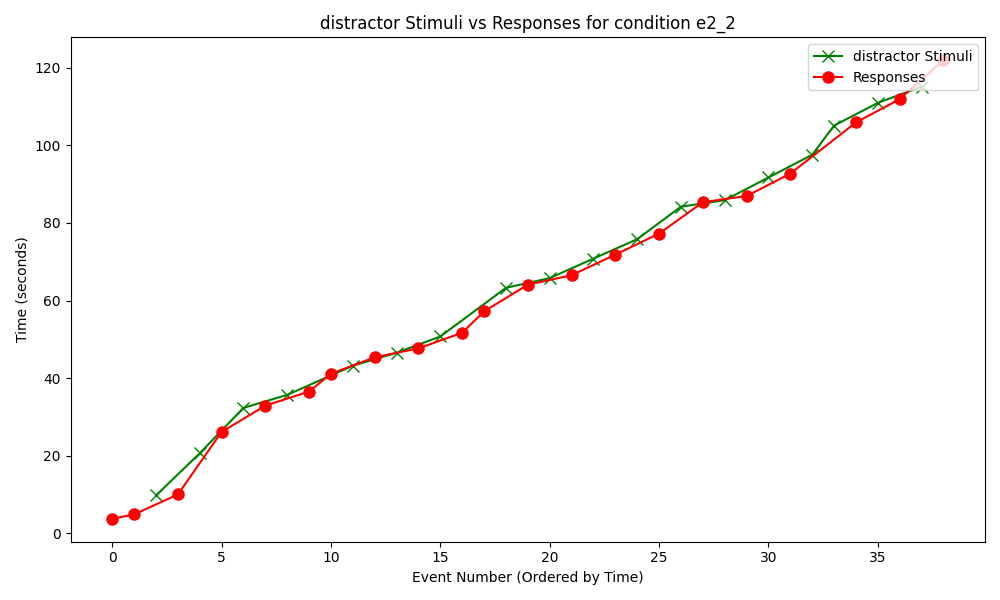 distractor Stimuli vs Responses for condition e2_2
distractor Stimuli
Responses
Time (seconds)
120
100
80
60
40
20
0
0 5 10 15 20 25 30 35
Event Number (Ordered by Time)